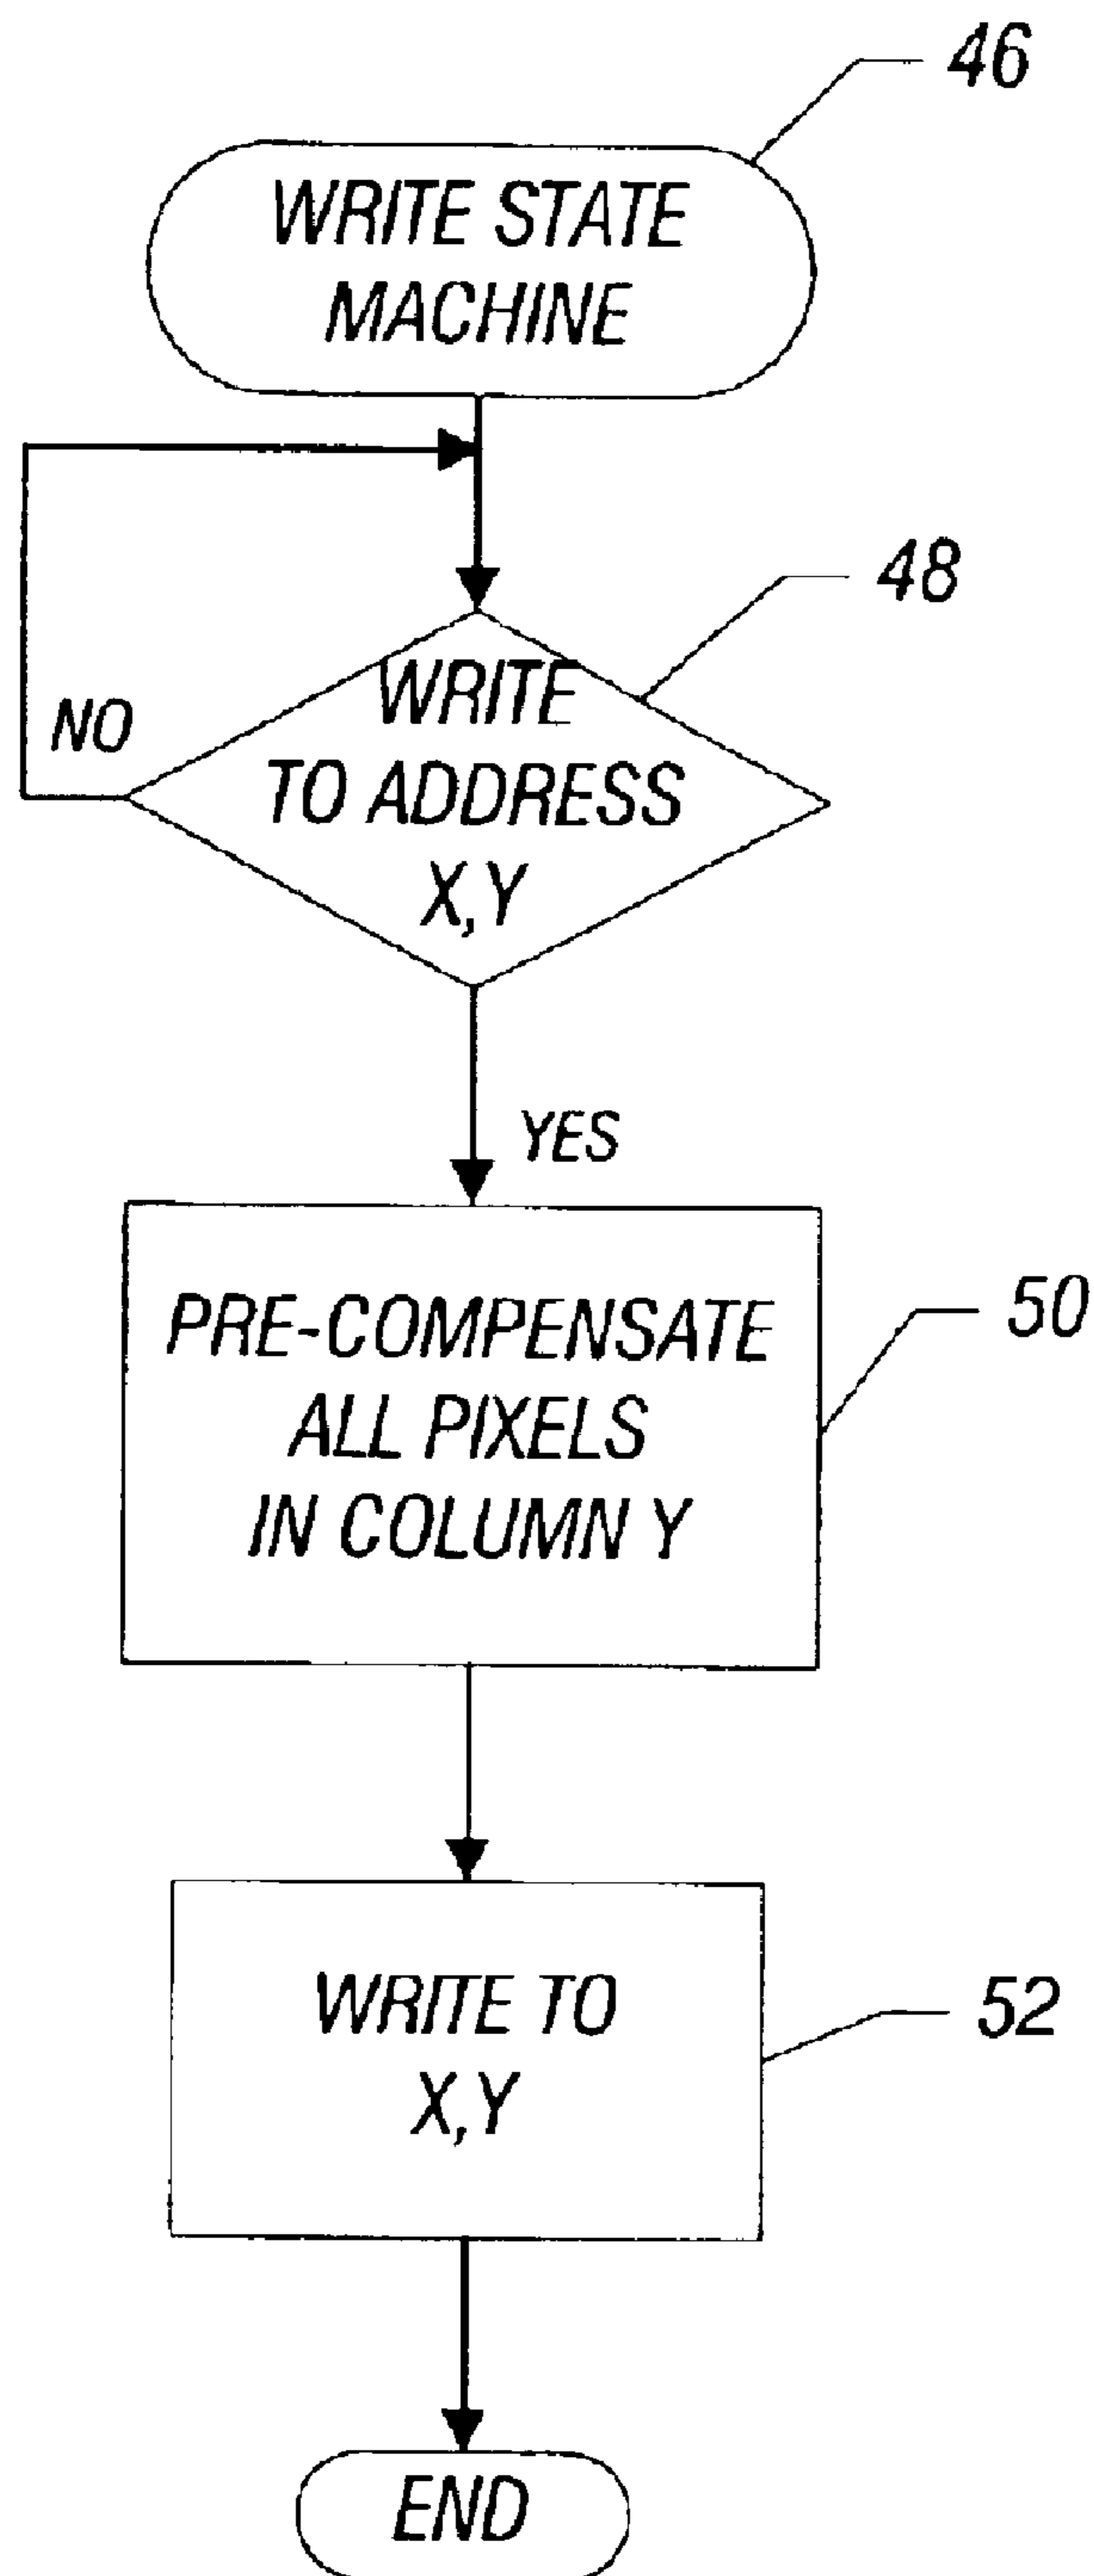 46
WRITE STATE
MACHINE
48
WRITE
TO ADDRESS
X,Y
NO
YES
PRE-COMPENSATE
ALL PIXELS
IN COLUMN Y
50
WRITE TO
X,Y
52
END